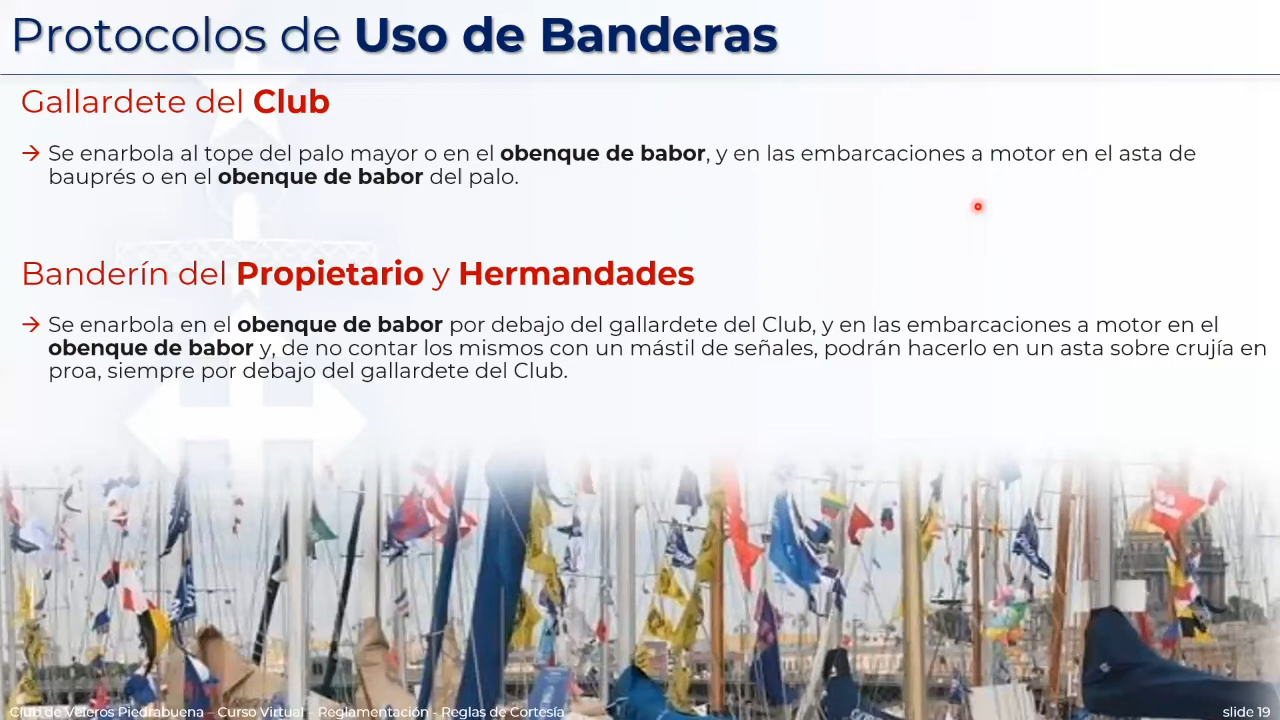 Protocolos de Uso de Banderas
Gallardete del Club
→ Se enarbola al tope del palo mayor o en el obenque de babor, y en las embarcaciones a motor en el asta de
bauprés o en el obenque de babor del palo.
Banderín del Propietario y Hermandades
→ Se enarbola en el obenque de babor por debajo del gallardete del Club, y en las embarcaciones a motor en el
obenque de babor y, de no contar los mismos con un mástil de señales, podrán hacerlo en un asta sobre crujía en
proa, siempre por debajo del gallardete del Club.
Club de Veleros Piedrabuena – Curso Virtual – Reglamentación - Reglas de Cortesía
slide 19